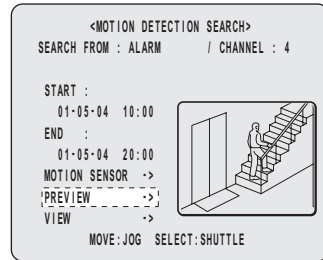 <MOTION DETECTION SEARCH>
SEARCH FROM : ALARM / CHANNEL : 4
START :
01-05-04 10:00
END :
01-05-04 20:00
MOTION SENSOR ->
PREVIEW ->
VIEW ->
MOVE:JOG SELECT:SHUTTLE